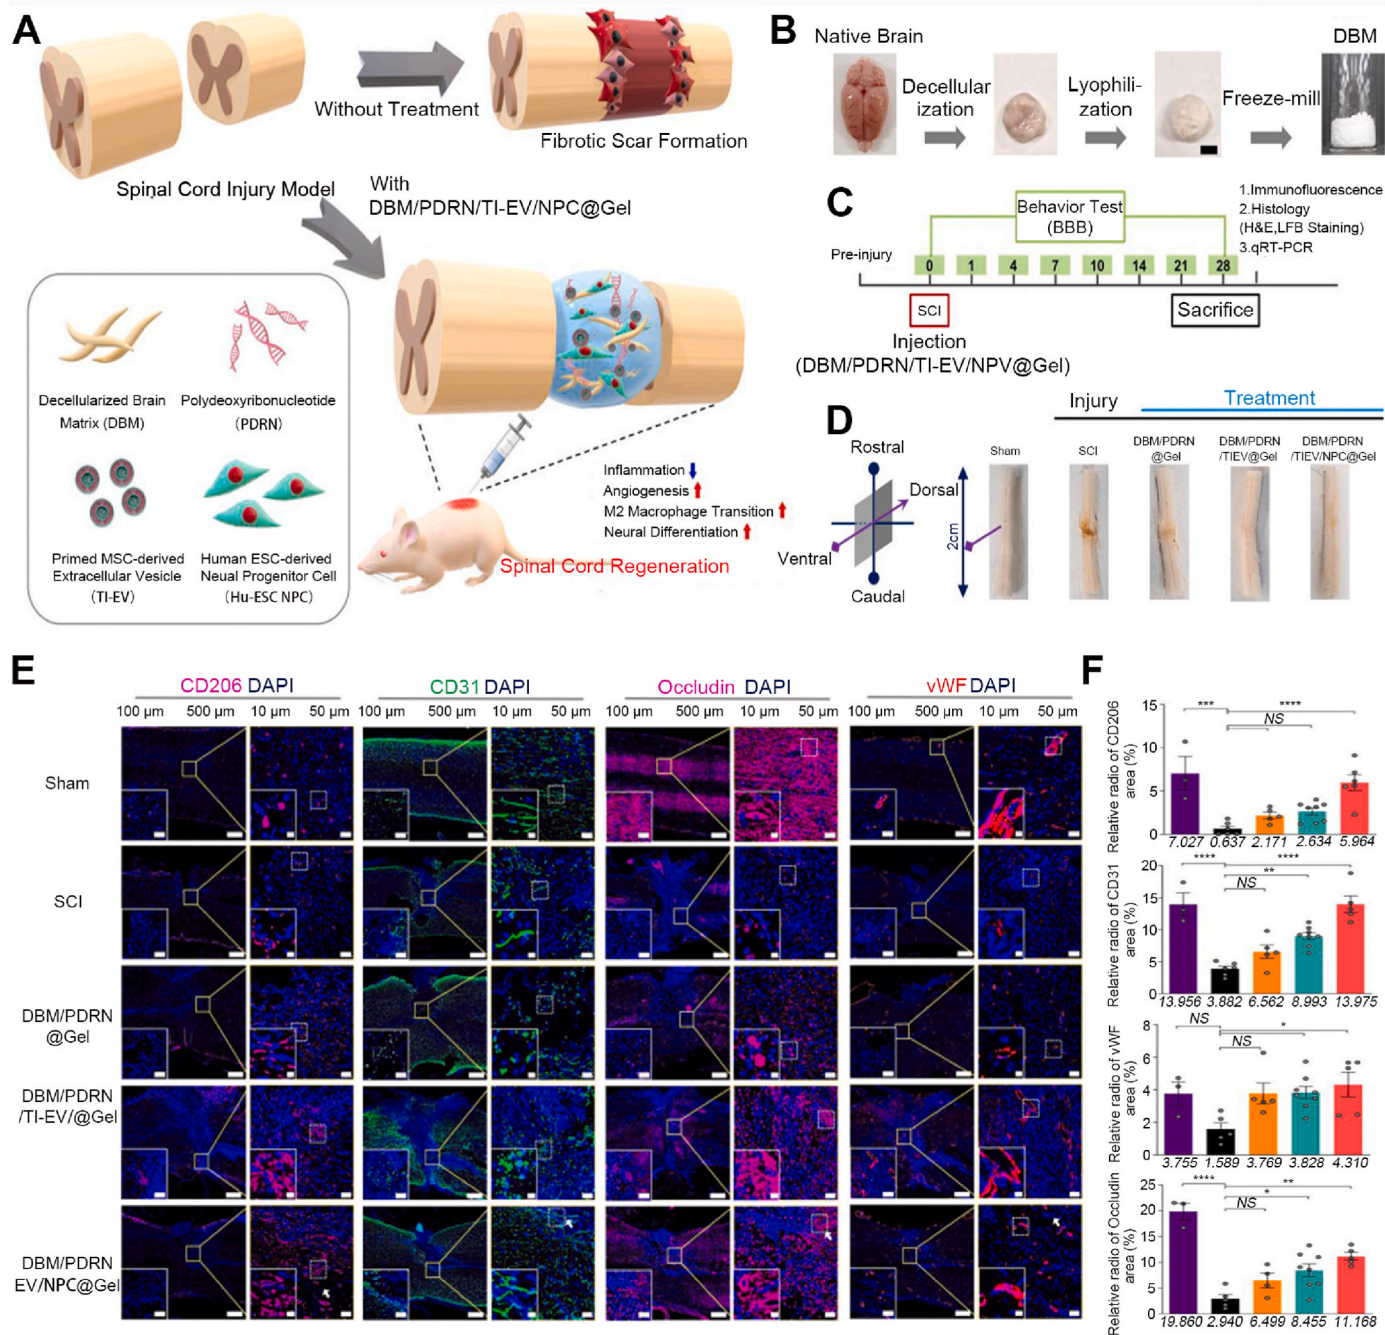 A
Without Treatment
Fibrotic Scar Formation
Spinal Cord Injury Model
With
DBM/PDRN/TI-EV/NPC@Gel
Decellularized Brain
Matrix (DBM)
Polydeoxyribonucleotide
(PDRN)
Primed MSC-derived
Extracellular Vesicle
(TI-EV)
Human ESC-derived
Neual Progenitor Cell
(Hu-ESC NPC)
Inflammation
Angiogenesis
M2 Macrophage Transition
Neural Differentiation
Spinal Cord Regeneration
B
Native Brain
Decellular
ization
Lyophili-
zation
Freeze-mill
DBM
C
Behavior Test
(BBB)
1.Immunofluorescence
2.Histology
(H&E,LFB Staining)
3.qRT-PCR
Pre-injury
0 1 4 7 10 14 21 28
SCI
Sacrifice
Injection
(DBM/PDRN/TI-EV/NPV@Gel)
D
Rostral
Dorsal
Ventral
Caudal
2cm
Injury
Treatment
Sham
SCI
DBM/PDRN
@Gel
DBM/PDRN
/TIEV@Gel
DBM/PDRN
/TIEV/NPC@Gel
E
CD206 DAPI
CD31 DAPI
Occludin DAPI
vWF DAPI
100 μm 500 μm 10 μm 50 μm
100 μm 500 μm 10 μm 50 μm
100 μm 500 μm 10 μm 50 μm
100 μm 500 μm 10 μm 50 μm
Sham
SCI
DBM/PDRN
@Gel
DBM/PDRN
/TI-EV/@Gel
DBM/PDRN
EV/NPC@Gel
F
Relative radio of CD206
area (%)
15
10
5
0
*** NS ****
7.027 0.637 2.171 2.634 5.964
Relative radio of CD31
area (%)
20
15
10
5
0
**** NS ** ****
13.956 3.882 6.562 8.993 13.975
Relative radio of vWF
area (%)
8
6
4
2
0
NS NS * *
3.755 1.589 3.769 3.828 4.310
Relative radio of Occludin
area (%)
25
20
15
10
5
0
**** NS * **
19.860 2.940 6.499 8.455 11.168